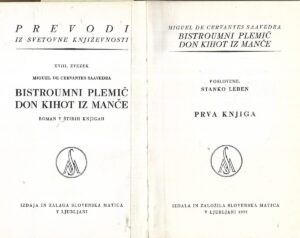 PREVODI
IZ SVETOVNE KNJIŽEVNOSTI
XVIII. ZVEZEK
MIGUEL DE CERVANTES SAAVEDRA
BISTROUMNI PLEMIČ
DON KIHOT IZ MANČE
ROMAN V ŠTIRIH KNJIGAH
IZDAJA IN ZALAGA SLOVENSKA MATICA
V LJUBLJANI
MIGUEL DE CERVANTES SAAVEDRA
BISTROUMNI PLEMIČ
DON KIHOT IZ MANČE
POSLOVENIL
STANKO LEBEN
PRVA KNJIGA
IZDALA IN ZALOŽILA SLOVENSKA MATICA
V LJUBLJANI